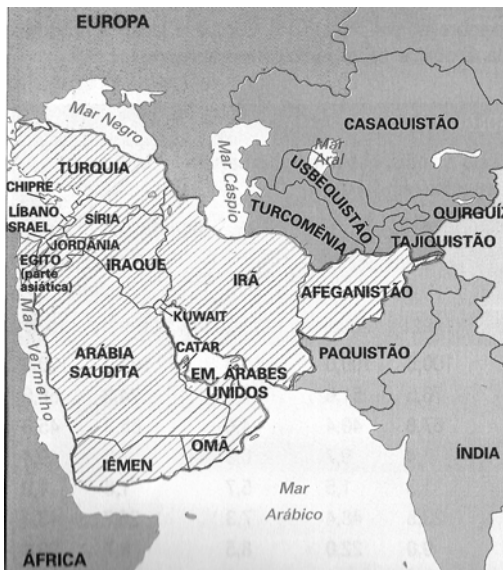 EUROPA
Mar Negro
CASAQUISTÃO
Mar
Aral
Mar Cáspio
TURQUIA
USBEQUISTÃO
CHIPRE
TURCOMÊNIA
QUIRGUÍZ
LÍBANO
SÍRIA
ISRAEL
TAJIQUISTÃO
JORDÂNIA
EGITO
(parte
asiática)
IRAQUE
IRÃ
AFEGANISTÃO
KUWAIT
Mar Vermelho
CATAR
PAQUISTÃO
ARÁBIA
SAUDITA
EM. ÁRABES
UNIDOS
OMÃ
IÊMEN
ÍNDIA
Mar
Arábico
ÁFRICA